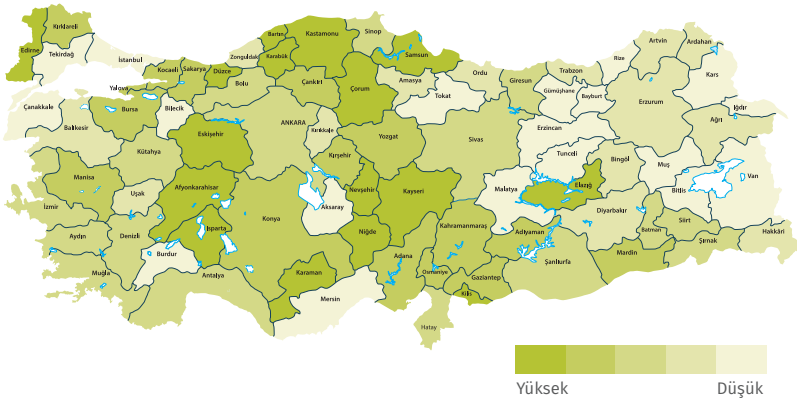 Kırklareli
Edirne
Tekirdağ
İstanbul
Kocaeli
Sakarya
Düzce
Yalova
Zonguldak
Bartın
Karabük
Kastamonu
Sinop
Samsun
Çankırı
Bolu
Çorum
Amasya
Ordu
Tokat
Giresun
Trabzon
Gümüşhane
Bayburt
Rize
Artvin
Ardahan
Kars
Iğdır
Ağrı
Erzurum
Erzincan
Çanakkale
Balıkesir
Bursa
Bilecik
Eskişehir
ANKARA
Kırıkkale
Yozgat
Sivas
Kütahya
Kırşehir
Tunceli
Bingöl
Muş
Van
Bitlis
Elazığ
Malatya
Manisa
Uşak
Afyonkarahisar
Nevşehir
Kayseri
Aksaray
İzmir
Konya
Isparta
Niğde
Kahramanmaraş
Adıyaman
Diyarbakır
Siirt
Batman
Şırnak
Hakkâri
Mardin
Şanlıurfa
Aydın
Denizli
Burdur
Muğla
Antalya
Karaman
Mersin
Adana
Osmaniye
Gaziantep
Kilis
Hatay
Yüksek
Düşük